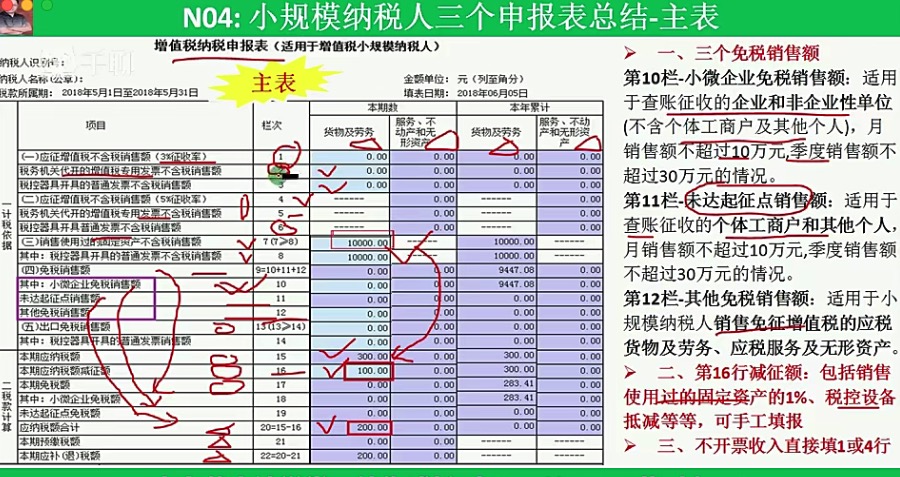 N04: 小规模纳税人三个申报表总结-主表
增值税纳税申报表（适用于增值税小规模纳税人）
纳税人识别号:
纳税人名称(公章):
税款所属期: 2018年5月1日至2018年5月31日
主表
金额单位: 元（列至角分）
填表日期: 2018年06月05日
项目 栏次 本期数 本年累计
货物及劳务 服务、不动产和无形资产 货物及劳务 服务、不动产和无形资产
一计税依据
(一)应征增值税不含税销售额（3%征收率） 1 0.00 0.00 0.00 0.00
税务机关代开的增值税专用发票不含税销售额 0.00 0.00 0.00 0.00
税控器具开具的普通发票不含税销售额 3 0.00 0.00 0.00 0.00
(二)应征增值税不含税销售额（5%征收率） 4 ------ 0.00 ------ 0.00
税务机关代开的增值税专用发票不含税销售额 5 ------ 0.00 ------ 0.00
税控器具开具普通发票不含税销售额 6 ------ 0.00 ------ 0.00
(三)销售使用过的固定资产不含税销售额 7(7≥8) 10000.00 ------ 10000.00 ------
其中: 税控器具开具的普通发票不含税销售额 8 10000.00 ------ 10000.00 ------
(四)免税销售额 9=10+11+12 0.00 0.00 9447.08 0.00
其中: 小微企业免税销售额 10 0.00 0.00 9447.08 0.00
未达起征点销售额 11 0.00 0.00 0.00 0.00
其他免税销售额 12 0.00 0.00 0.00 0.00
(五)出口免税销售额 13(13≥14) 0.00 0.00 0.00 0.00
其中: 税控器具开具的普通发票销售额 14 0.00 0.00 0.00 0.00
二税款计算
本期应纳税额 15 300.00 0.00 300.00 0.00
本期应纳税额减征额 16 100.00 0.00 300.00 0.00
本期免税额 17 0.00 0.00 283.41 0.00
其中: 小微企业免税额 18 0.00 0.00 283.41 0.00
未达起征点免税额 19 0.00 0.00 0.00 0.00
应纳税额合计 20=15-16 200.00 0.00 0.00 0.00
本期预缴税额 21 0.00 0.00 ------ ------
本期应补(退)税额 22=20-21 200.00 0.00 ------ ------
一、三个免税销售额
第10栏-小微企业免税销售额：适用
于查账征收的企业和非企业性单位
(不含个体工商户及其他个人)，月
销售额不超过10万元,季度销售额不
超过30万元的情况。
第11栏-未达起征点销售额：适用于
查账征收的个体工商户和其他个人，
月销售额不超过10万元,季度销售额
不超过30万元的情况。
第12栏-其他免税销售额：适用于小
规模纳税人销售免征增值税的应税
货物及劳务、应税服务及无形资产。
二、第16行减征额：包括销售
使用过的固定资产的1%、税控设备
抵减等等，可手工填报
三、不开票收入直接填1或4行